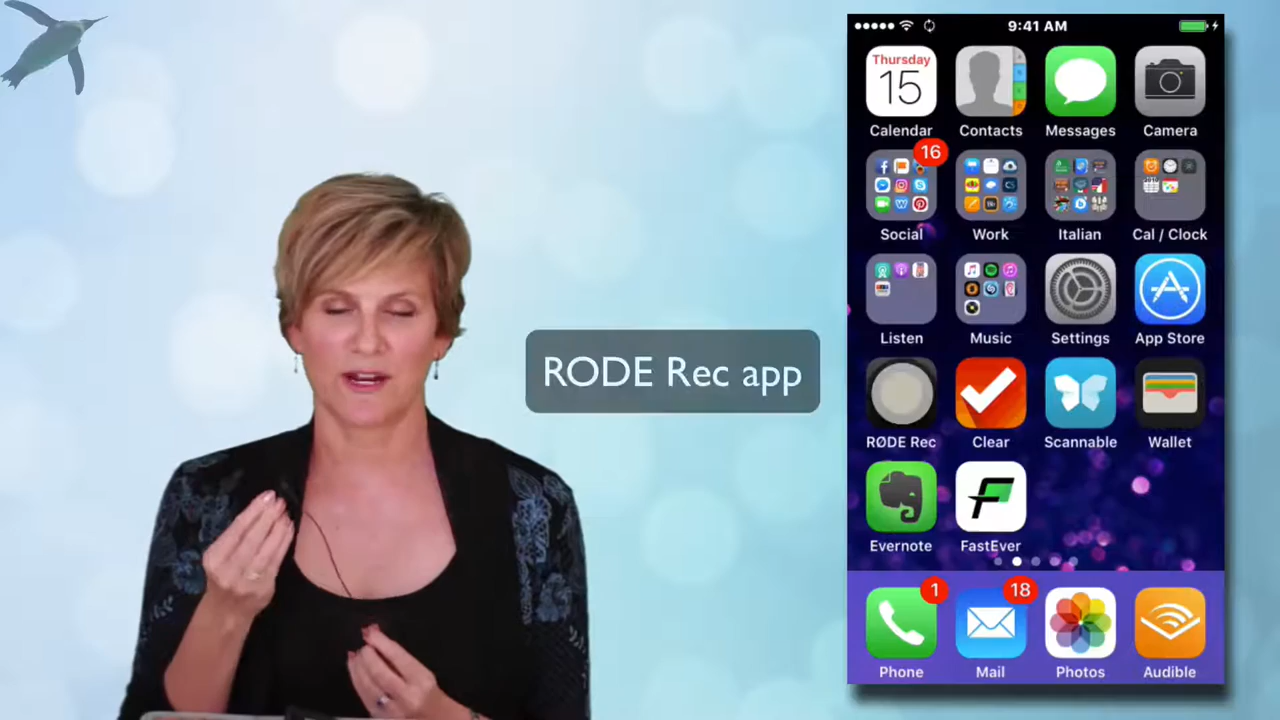 9:41 AM
Thursday
15
Calendar
Contacts
Messages
Camera
16
Social
Work
Italian
Cal / Clock
Listen
Music
Settings
App Store
RODE Rec app
RØDE Rec
Clear
Scannable
Wallet
Evernote
FastEver
1
18
Phone
Mail
Photos
Audible